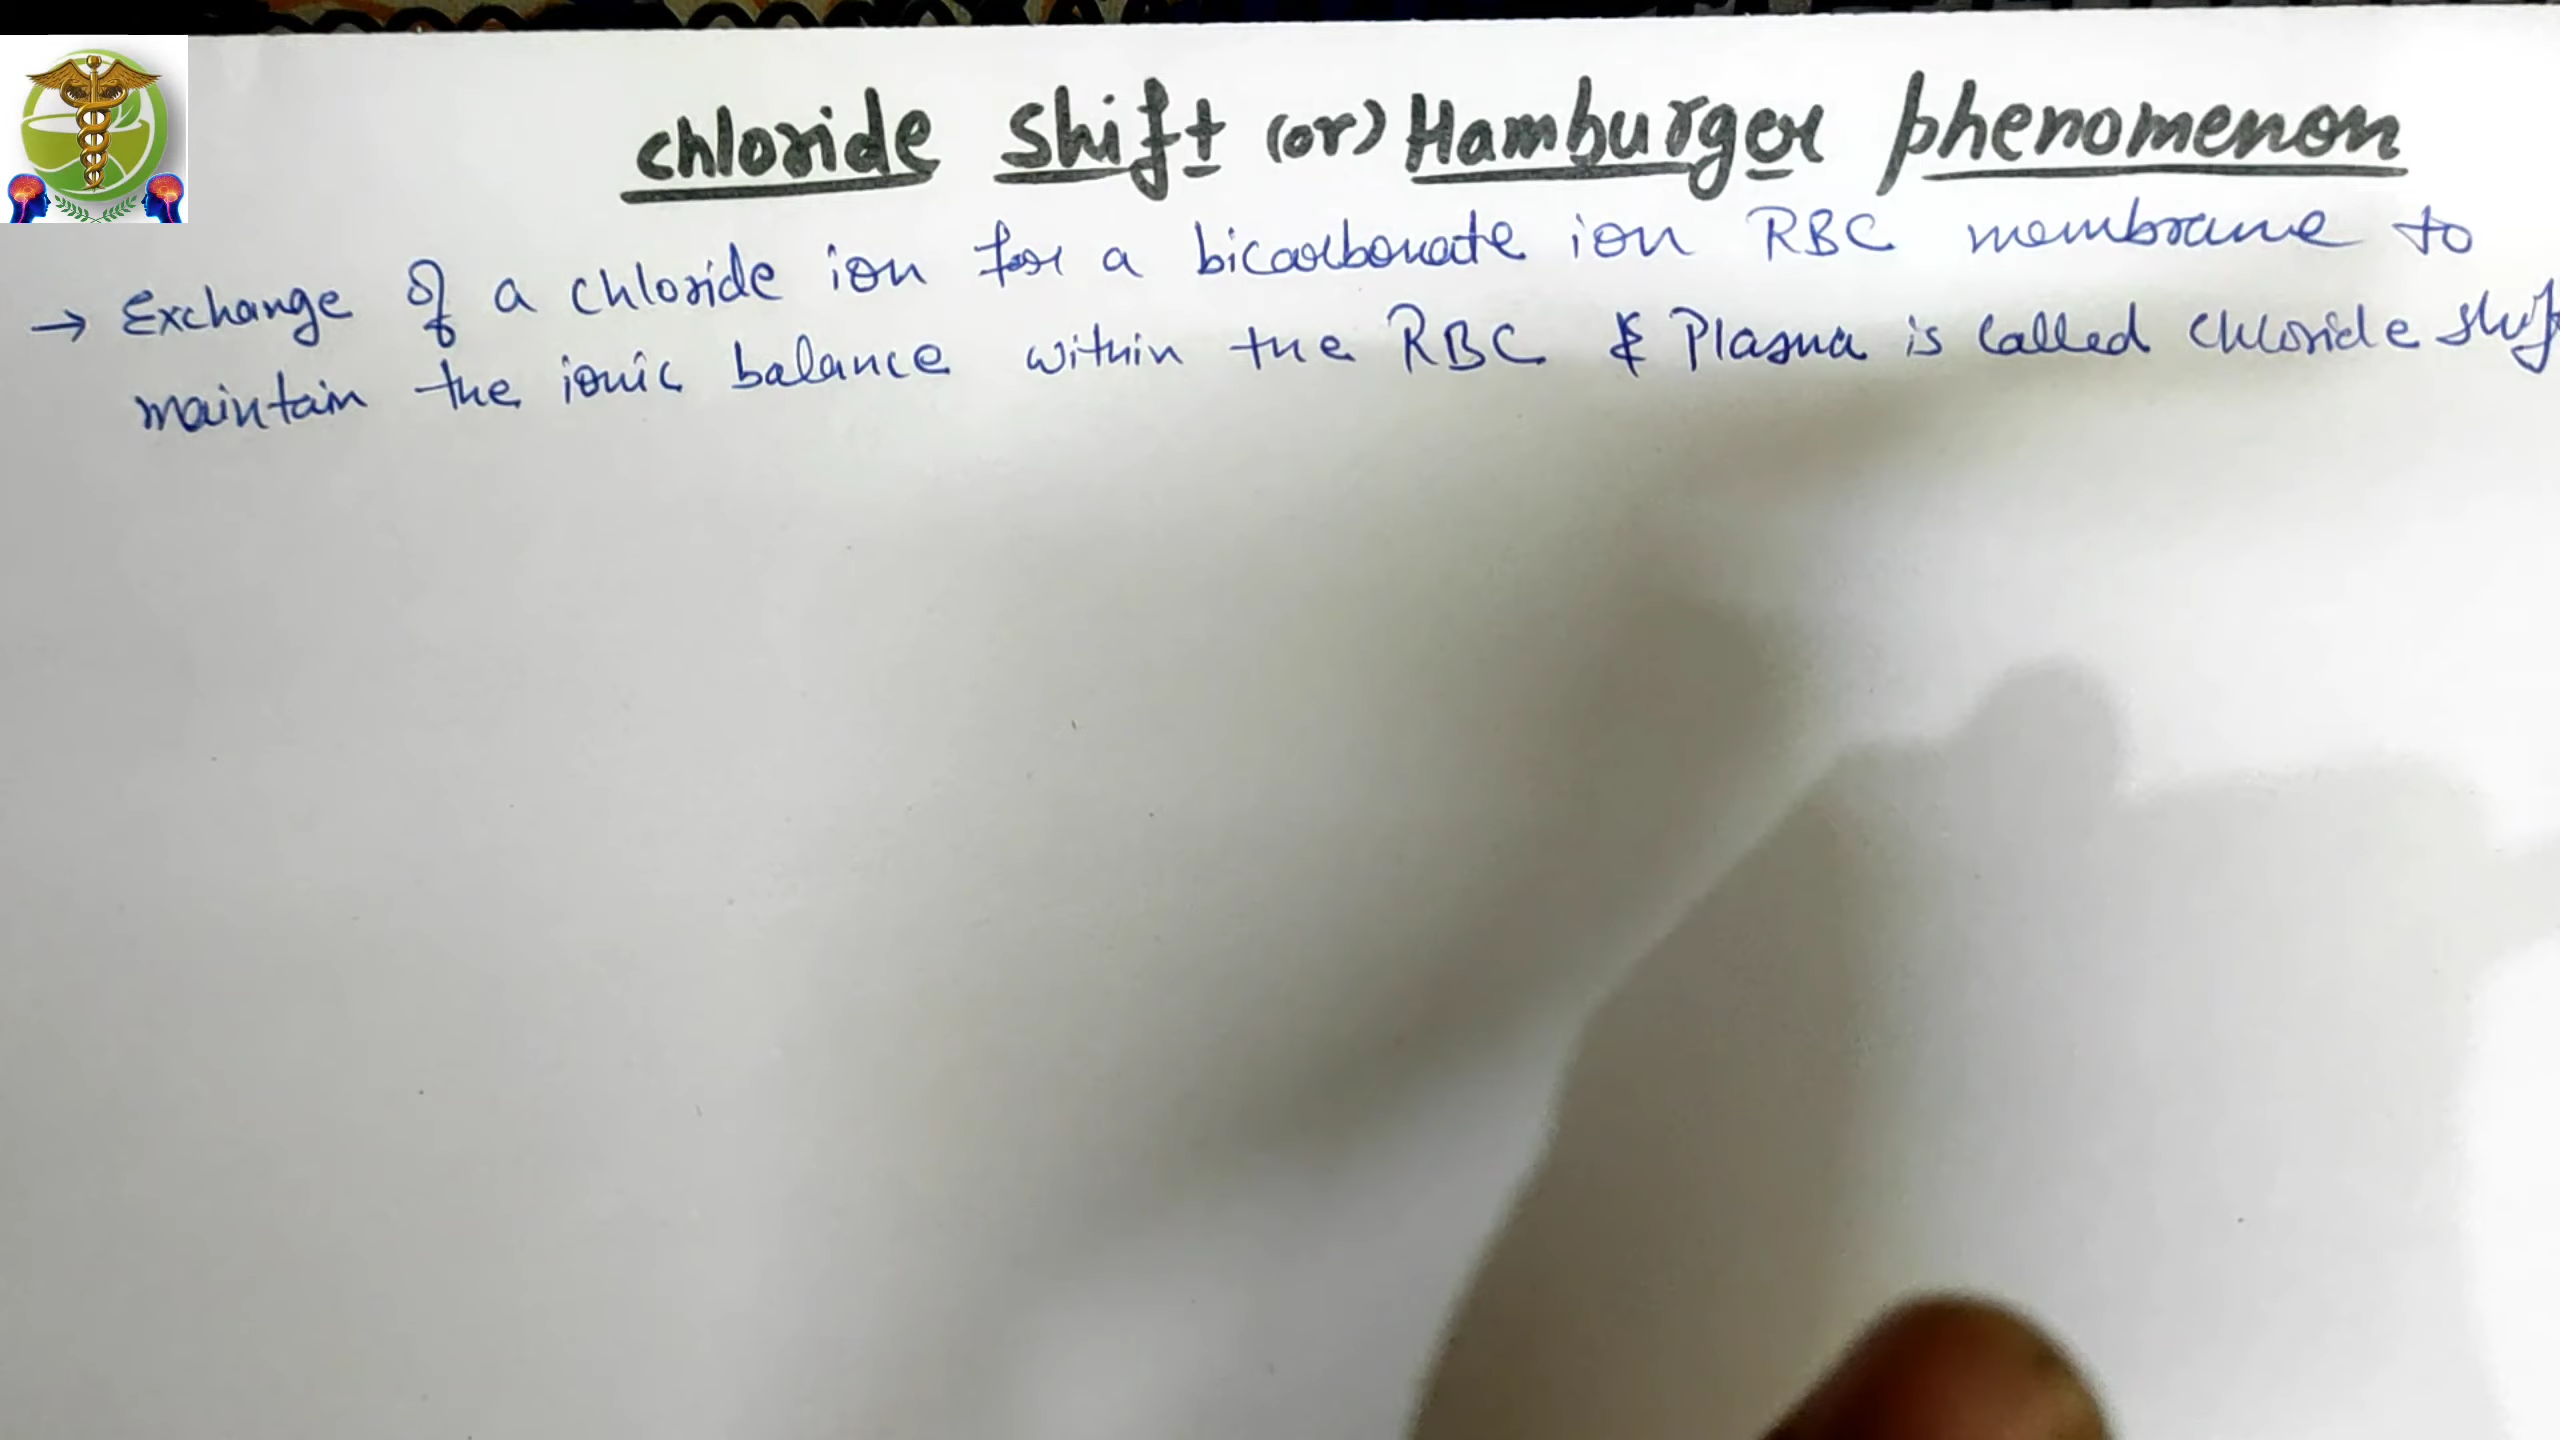 chloride shift (or) Hamburger phenomenon
→ Exchange of a chloride ion for a bicarbonate ion RBC membrane to
maintain the ionic balance within the RBC & Plasma is called chloride shif